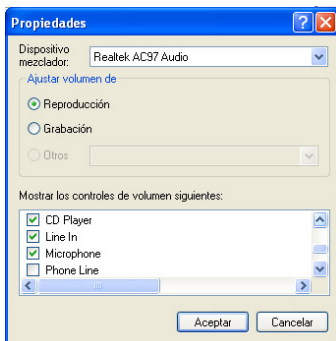 Propiedades
Dispositivo mezclador:
Realtek AC97 Audio
Ajustar volumen de
Reproducción
Grabación
Otros
Mostrar los controles de volumen siguientes:
CD Player
Line In
Microphone
Phone Line
Aceptar Cancelar